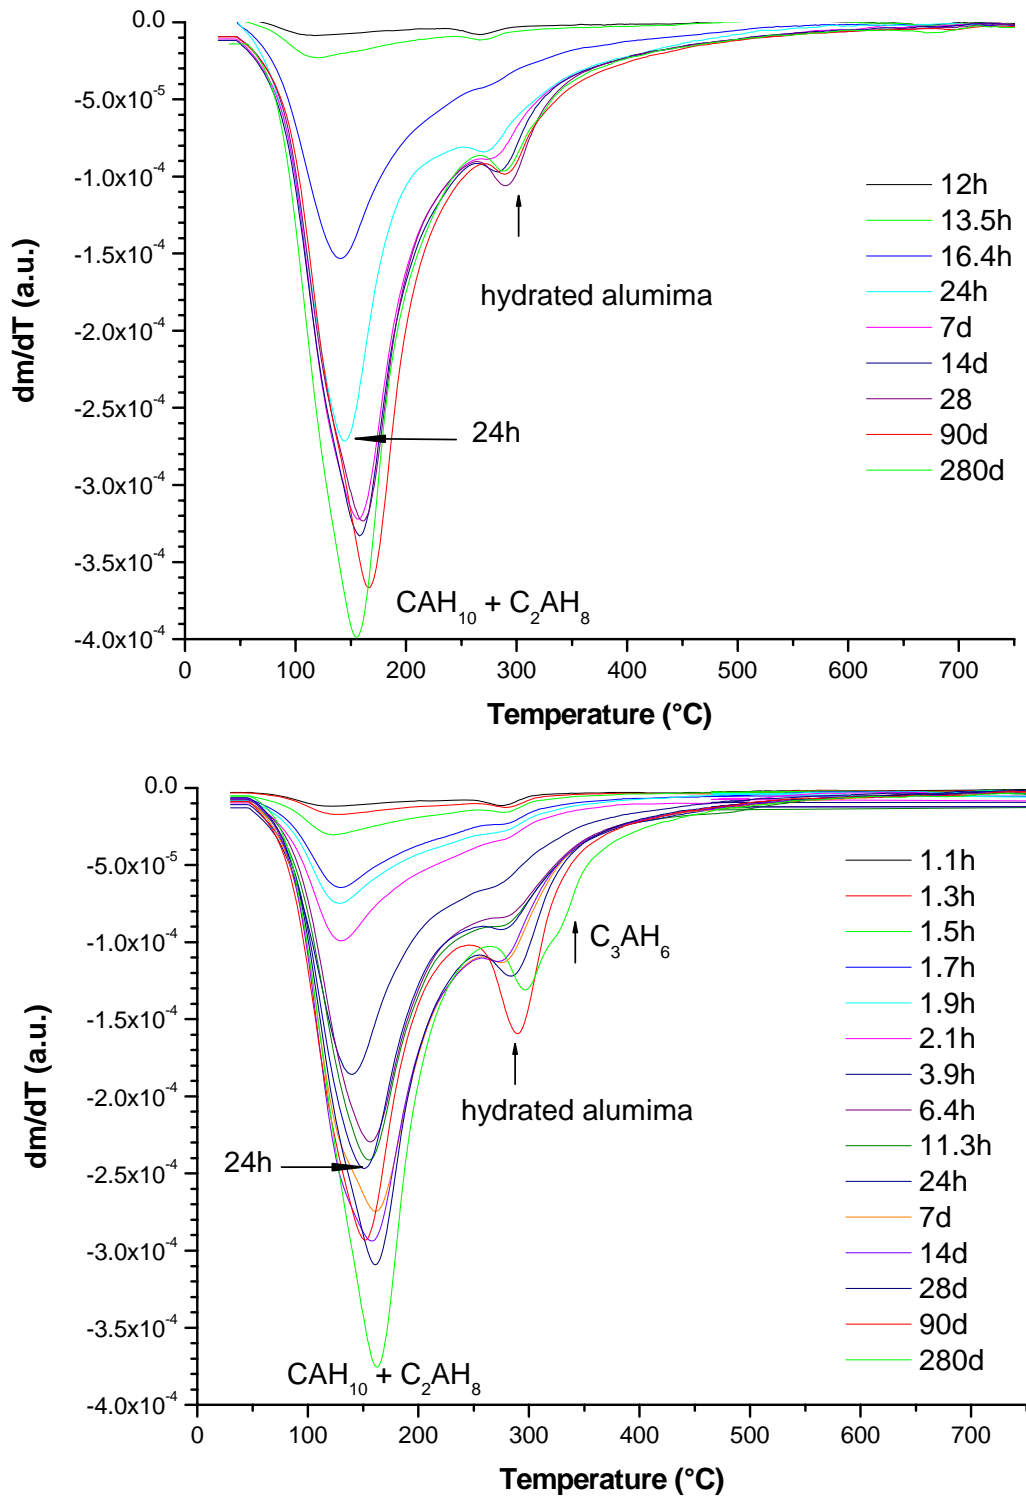 0.0
-5.0x10⁻⁵
-1.0x10⁻⁴
-1.5x10⁻⁴
-2.0x10⁻⁴
-2.5x10⁻⁴
-3.0x10⁻⁴
-3.5x10⁻⁴
-4.0x10⁻⁴
dm/dT (a.u.)
12h
13.5h
16.4h
24h
7d
14d
28
90d
280d
hydrated alumima
24h
CAH₁₀ + C₂AH₈
0 100 200 300 400 500 600 700
Temperature (°C)
0.0
-5.0x10⁻⁵
-1.0x10⁻⁴
-1.5x10⁻⁴
-2.0x10⁻⁴
-2.5x10⁻⁴
-3.0x10⁻⁴
-3.5x10⁻⁴
-4.0x10⁻⁴
dm/dT (a.u.)
1.1h
1.3h
1.5h
1.7h
1.9h
2.1h
3.9h
6.4h
11.3h
24h
7d
14d
28d
90d
280d
C₃AH₆
hydrated alumima
24h
CAH₁₀ + C₂AH₈
0 100 200 300 400 500 600 700
Temperature (°C)